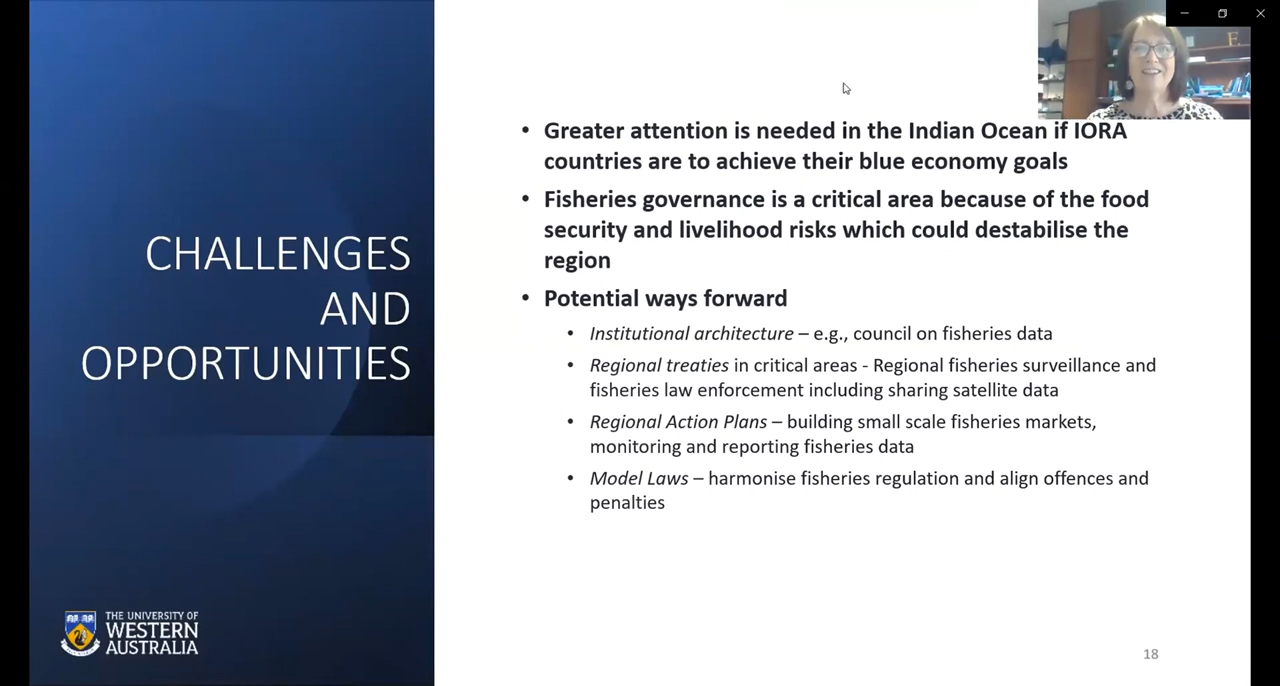 CHALLENGES
AND
OPPORTUNITIES
THE UNIVERSITY OF
WESTERN
AUSTRALIA
E
• Greater attention is needed in the Indian Ocean if IORA
countries are to achieve their blue economy goals
• Fisheries governance is a critical area because of the food
security and livelihood risks which could destabilise the
region
• Potential ways forward
• Institutional architecture – e.g., council on fisheries data
• Regional treaties in critical areas - Regional fisheries surveillance and
fisheries law enforcement including sharing satellite data
• Regional Action Plans – building small scale fisheries markets,
monitoring and reporting fisheries data
• Model Laws – harmonise fisheries regulation and align offences and
penalties
18